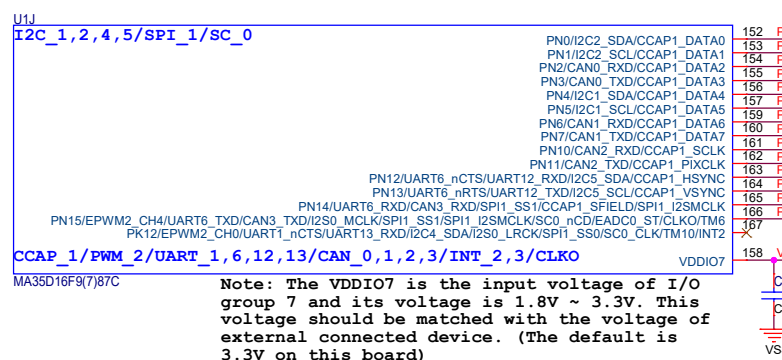 U1J
I2C_1,2,4,5/SPI_1/SC_0
PN0/I2C2_SDA/CCAP1_DATA0 152 P
PN1/I2C2_SCL/CCAP1_DATA1 153 P
PN2/CAN0_RXD/CCAP1_DATA2 154 P
PN3/CAN0_TXD/CCAP1_DATA3 155 P
PN4/I2C1_SDA/CCAP1_DATA4 156 P
PN5/I2C1_SCL/CCAP1_DATA5 157 P
PN6/CAN1_RXD/CCAP1_DATA6 159 P
PN7/CAN1_TXD/CCAP1_DATA7 160 P
PN10/CAN2_RXD/CCAP1_SCLK 161 P
PN11/CAN2_TXD/CCAP1_PIXCLK 162 P
PN12/UART6_nCTS/UART12_RXD/I2C5_SDA/CCAP1_HSYNC 163 P
PN13/UART6_nRTS/UART12_TXD/I2C5_SCL/CCAP1_VSYNC 164 P
PN14/UART6_RXD/CAN3_RXD/SPI1_SS1/CCAP1_SFIELD/SPI1_I2SMCLK 165 P
PN15/EPWM2_CH4/UART6_TXD/CAN3_TXD/I2S0_MCLK/SPI1_SS1/SPI1_I2SMCLK/SC0_nCD/EADC0_ST/CLKO/TM6 166 P
PK12/EPWM2_CH0/UART1_nCTS/UART13_RXD/I2C4_SDA/I2S0_LRCK/SPI1_SS0/SC0_CLK/TM10/INT2 167
CCAP_1/PWM_2/UART_1,6,12,13/CAN_0,1,2,3/INT_2,3/CLKO
VDDIO7 158 V
MA35D16F9(7)87C
Note: The VDDIO7 is the input voltage of I/O
group 7 and its voltage is 1.8V ~ 3.3V. This
voltage should be matched with the voltage of
external connected device. (The default is
3.3V on this board)
C
C
VS